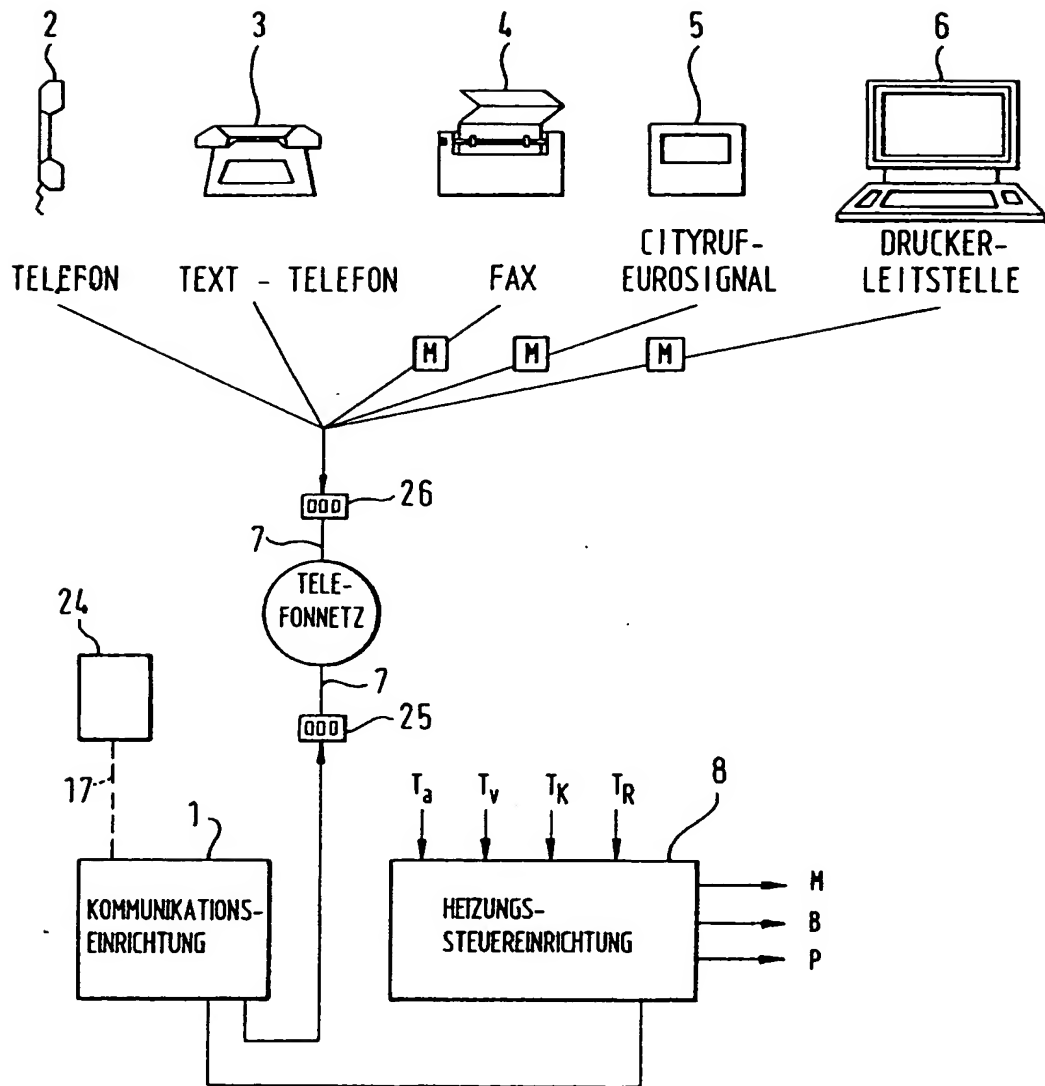 2 3 4 5 6
TELEFON TEXT - TELEFON FAX CITYRUF- DRUCKER-
EUROSIGNAL LEITSTELLE
M M M
26
7
TELE-
FONNETZ
24
7
25
17
1
Ta Tv TK TR 8
KOMMUNIKATIONS-
EINRICHTUNG
HEIZUNGS-
STEUEREINRICHTUNG
M
B
P